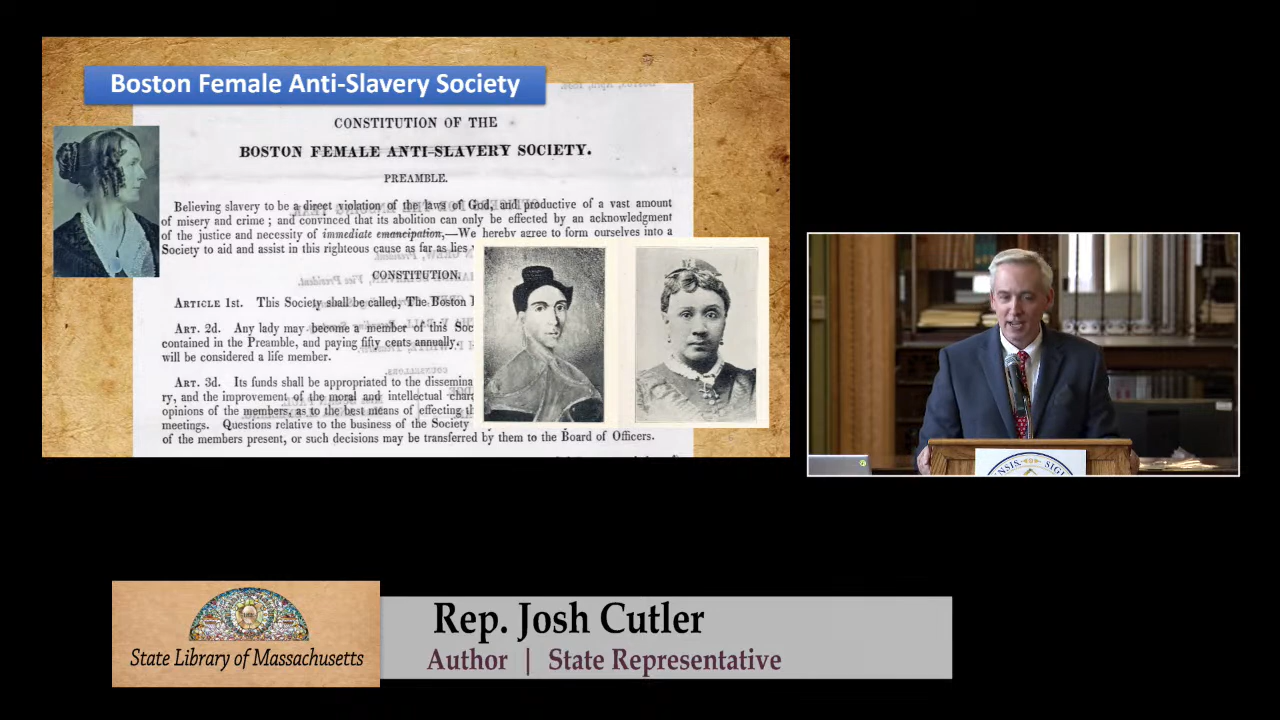 Boston Female Anti-Slavery Society
CONSTITUTION OF THE
BOSTON FEMALE ANTI-SLAVERY SOCIETY.
PREAMBLE.
Believing slavery to be a direct violation of the laws of God, and productive of a vast amount
of misery and crime ; and convinced that its abolition can only be effected by an acknowledgment
of the justice and necessity of immediate emancipation,—We hereby agree to form ourselves into a
Society to aid and assist in this righteous cause as far as lies
CONSTITUTION.
ARTICLE 1st. This Society shall be called, The Boston
ART. 2d. Any lady may become a member of this Soc
contained in the Preamble, and paying fifty cents annually.
will be considered a life member.
ART. 3d. Its funds shall be appropriated to the dissemina
ry, and the improvement of the moral and intellectual char
opinions of the members, as to the best means of effecting th
meetings. Questions relative to the business of the Society
of the members present, or such decisions may be transferred by them to the Board of Officers.
ENSIS SIGI
Rep. Josh Cutler
State Library of Massachusetts
Author | State Representative